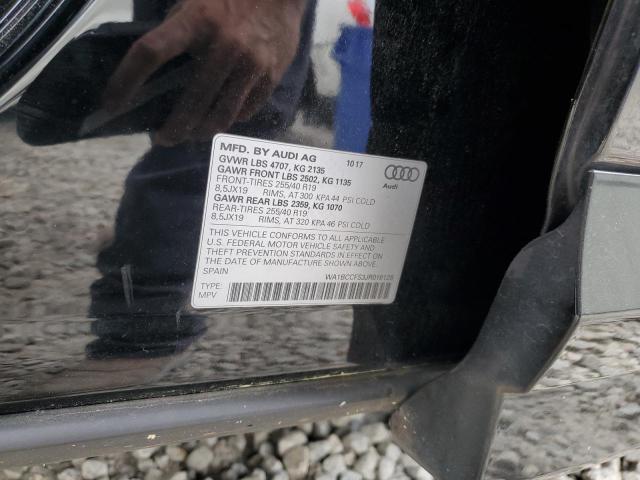 MFD. BY AUDI AG 10 17
GVWR LBS 4707, KG 2135
GAWR FRONT LBS 2502, KG 1135
FRONT-TIRES 255/40 R19
8,5JX19 RIMS, AT 300 KPA 44 PSI COLD
GAWR REAR LBS 2359, KG 1070
REAR-TIRES 255/40 R19
8,5JX19 RIMS, AT 320 KPA 46 PSI COLD
Audi
THIS VEHICLE CONFORMS TO ALL APPLICABLE
U.S. FEDERAL MOTOR VEHICLE SAFETY, BUMPER AND
THEFT PREVENTION STANDARDS IN EFFECT ON
THE DATE OF MANUFACTURE SHOWN ABOVE
SPAIN
TYPE:
MPV